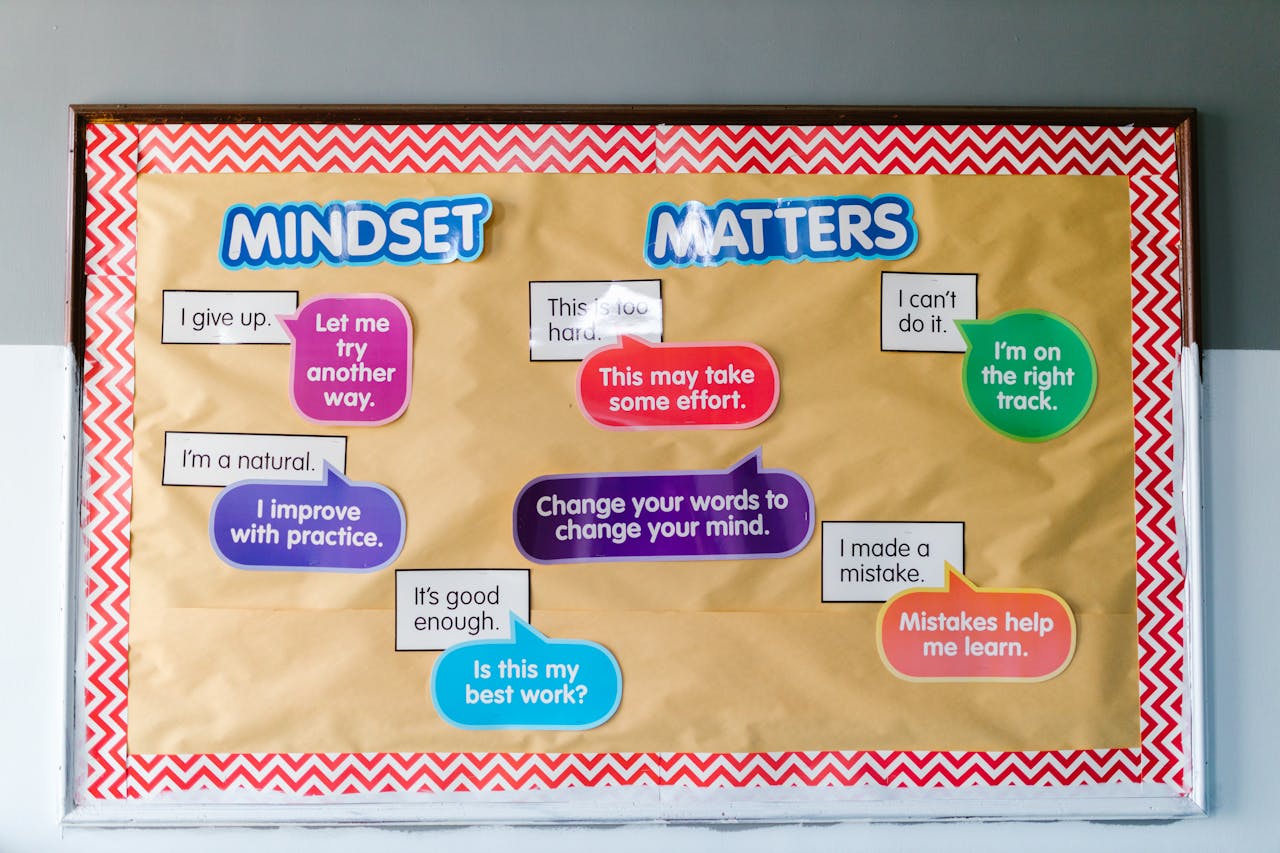 MINDSET MATTERS
I give up.
Let me
try
another
way.
This is too
hard.
This may take
some effort.
I can't
do it.
I'm on
the right
track.
I'm a natural.
I improve
with practice.
Change your words to
change your mind.
I made a
mistake.
Mistakes help
me learn.
It's good
enough.
Is this my
best work?